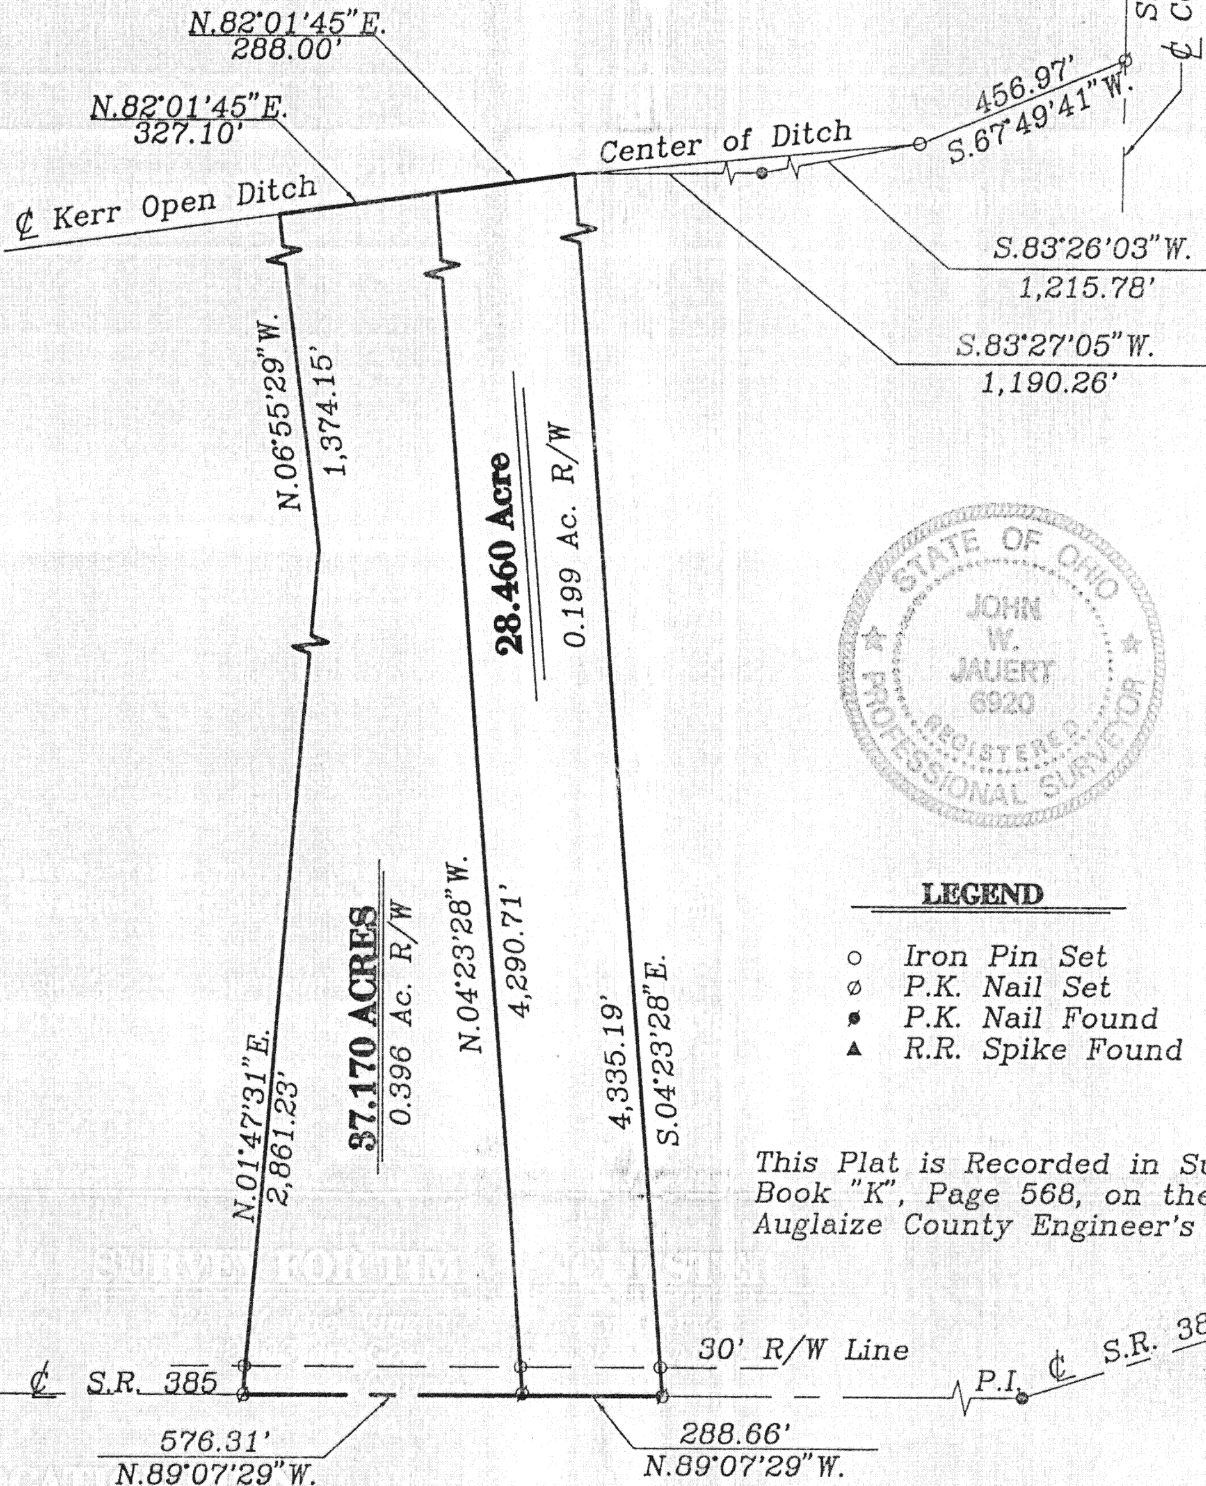 N.82°01'45"E.
288.00'
N.82°01'45"E.
327.10'
℄ Kerr Open Ditch
Center of Ditch
456.97'
S.67°49'41"W.
S.83°26'03"W.
1,215.78'
S.83°27'05"W.
1,190.26'
N.06°55'29"W.
1,374.15'
28.460 Acre
0.199 Ac. R/W
STATE OF OHIO
JOHN
W.
JAUERT
6920
REGISTERED
PROFESSIONAL SURVEYOR
LEGEND
Iron Pin Set
P.K. Nail Set
P.K. Nail Found
R.R. Spike Found
N.01°47'31"E.
2,861.23'
37.170 ACRES
0.396 Ac. R/W
N.04°23'28"W.
4,290.71'
4,335.19'
S.04°23'28"E.
This Plat is Recorded in Su
Book "K", Page 568, on the
Auglaize County Engineer's
30' R/W Line
℄ S.R. 385
P.I.
℄ S.R. 38
576.31'
N.89°07'29"W.
288.66'
N.89°07'29"W.